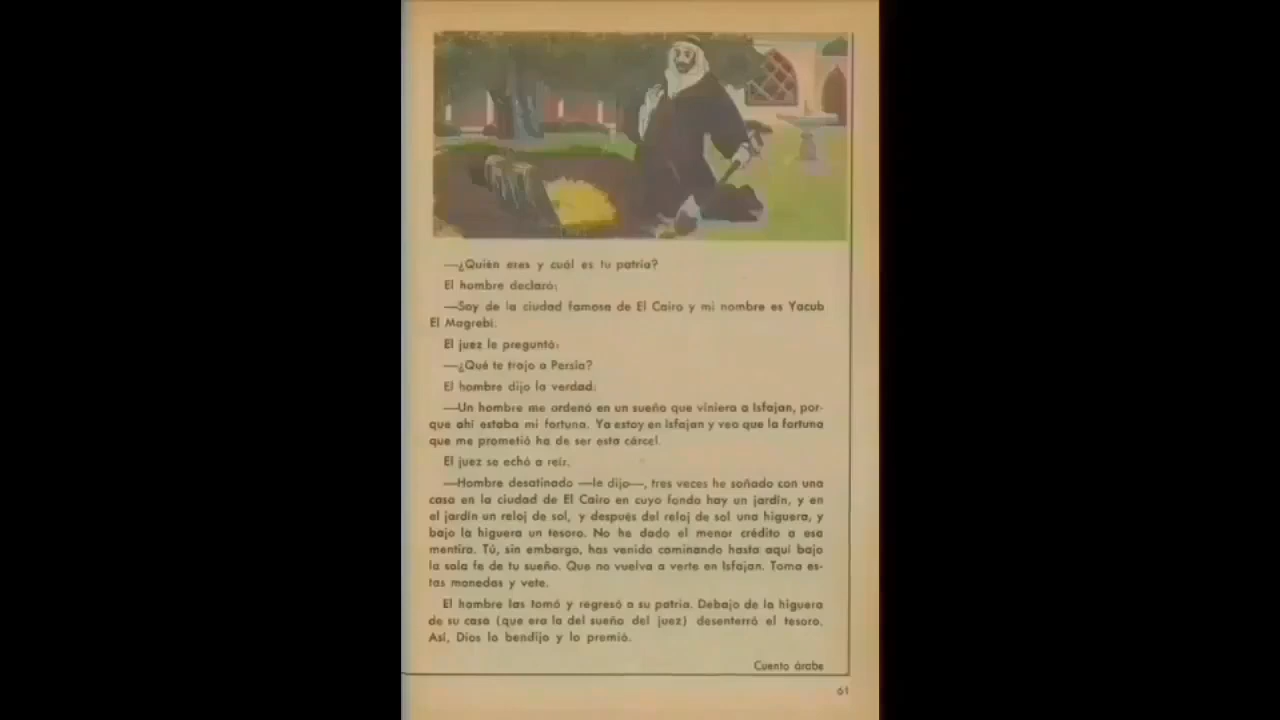 —¿Quién eres y cuál es tu patria?
El hombre declaró:
—Soy de la ciudad famosa de El Cairo y mi nombre es Yacub
El Magrebí.
El juez le preguntó:
—¿Qué te trajo a Persia?
El hombre dijo la verdad:
—Un hombre me ordenó en un sueño que viniera a Isfaján, por-
que ahí estaba mi fortuna. Ya estoy en Isfaján y veo que la fortuna
que me prometió ha de ser esta cárcel.
El juez se echó a reír.
—Hombre desatinado —le dijo—, tres veces he soñado con una
casa en la ciudad de El Cairo en cuyo fondo hay un jardín, y en
el jardín un reloj de sol, y después del reloj de sol una higuera, y
bajo la higuera un tesoro. No he dado el menor crédito a esa
mentira. Tú, sin embargo, has venido caminando hasta aquí bajo
la sola fe de tu sueño. Que no vuelva a verte en Isfaján. Toma es-
tas monedas y vete.
El hombre las tomó y regresó a su patria. Debajo de la higuera
de su casa (que era la del sueño del juez) desenterró el tesoro.
Así, Dios lo bendijo y lo premió.
Cuento árabe
61